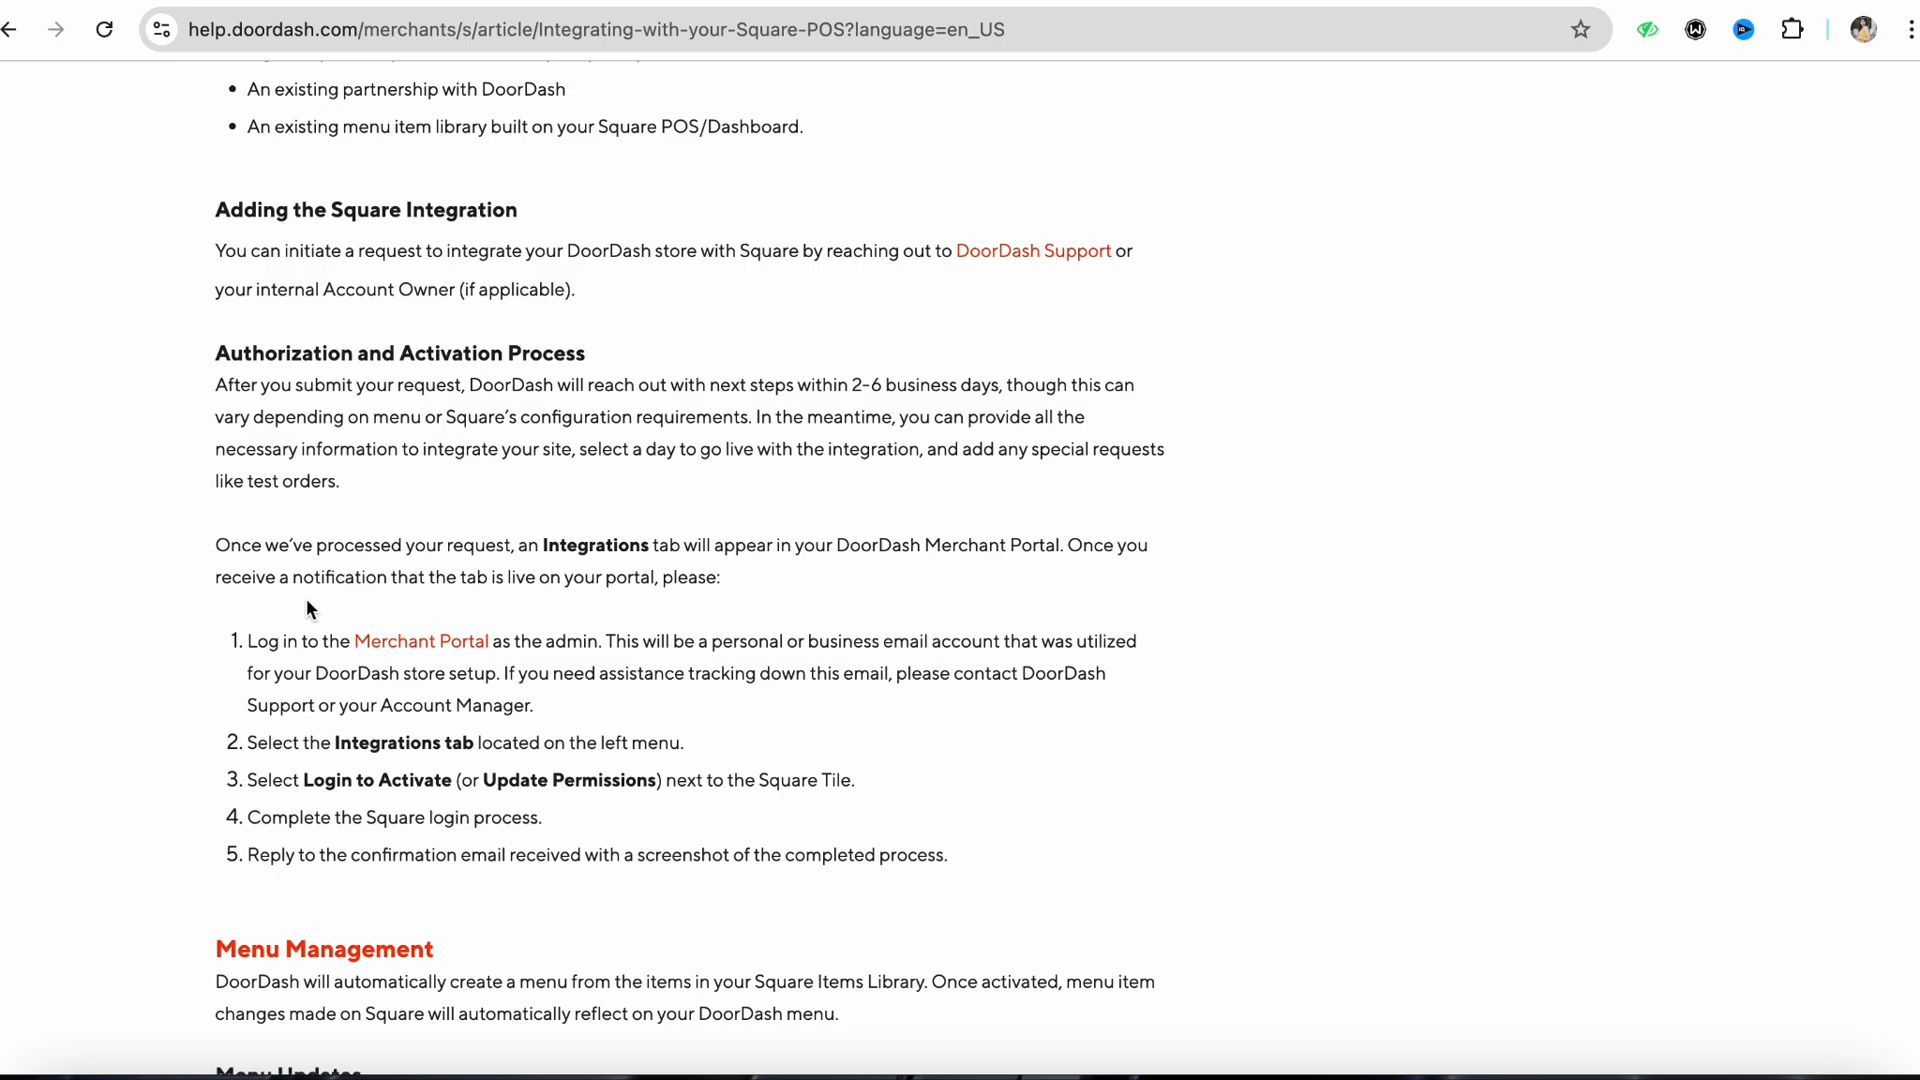 help.doordash.com/merchants/s/article/Integrating-with-your-Square-POS?language=en_US
• An existing partnership with DoorDash
• An existing menu item library built on your Square POS/Dashboard.
Adding the Square Integration
You can initiate a request to integrate your DoorDash store with Square by reaching out to DoorDash Support or
your internal Account Owner (if applicable).
Authorization and Activation Process
After you submit your request, DoorDash will reach out with next steps within 2-6 business days, though this can
vary depending on menu or Square's configuration requirements. In the meantime, you can provide all the
necessary information to integrate your site, select a day to go live with the integration, and add any special requests
like test orders.
Once we've processed your request, an Integrations tab will appear in your DoorDash Merchant Portal. Once you
receive a notification that the tab is live on your portal, please:
1. Log in to the Merchant Portal as the admin. This will be a personal or business email account that was utilized
for your DoorDash store setup. If you need assistance tracking down this email, please contact DoorDash
Support or your Account Manager.
2. Select the Integrations tab located on the left menu.
3. Select Login to Activate (or Update Permissions) next to the Square Tile.
4. Complete the Square login process.
5. Reply to the confirmation email received with a screenshot of the completed process.
Menu Management
DoorDash will automatically create a menu from the items in your Square Items Library. Once activated, menu item
changes made on Square will automatically reflect on your DoorDash menu.
Menu Updates